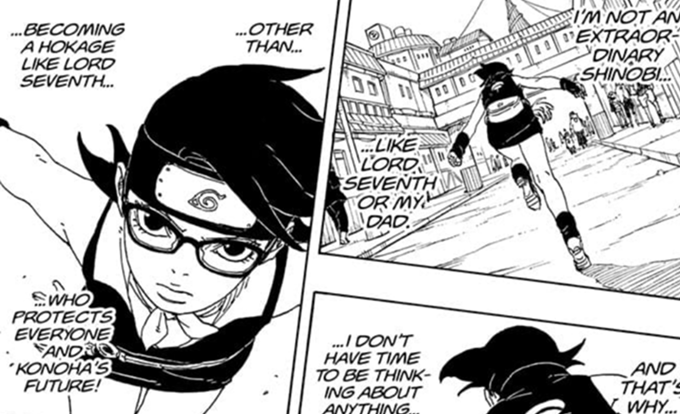 I'M NOT AN
EXTRAOR-
DINARY
SHINOBI...
...LIKE
LORD
SEVENTH
OR MY
DAD.
AND
THAT'S
WHY...
...I DON'T
HAVE TIME
TO BE THINK-
ING ABOUT
ANYTHING...
...OTHER
THAN...
...BECOMING
A HOKAGE
LIKE LORD
SEVENTH...
...WHO
PROTECTS
EVERYONE
AND
KONOHA'S
FUTURE!